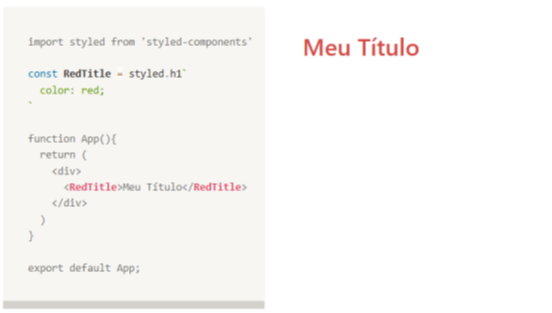 import styled from 'styled-components'
const RedTitle = styled.h1`
color: red;
`
function App(){
return (
<div>
<RedTitle>Meu Título</RedTitle>
</div>
)
}
export default App;
Meu Título